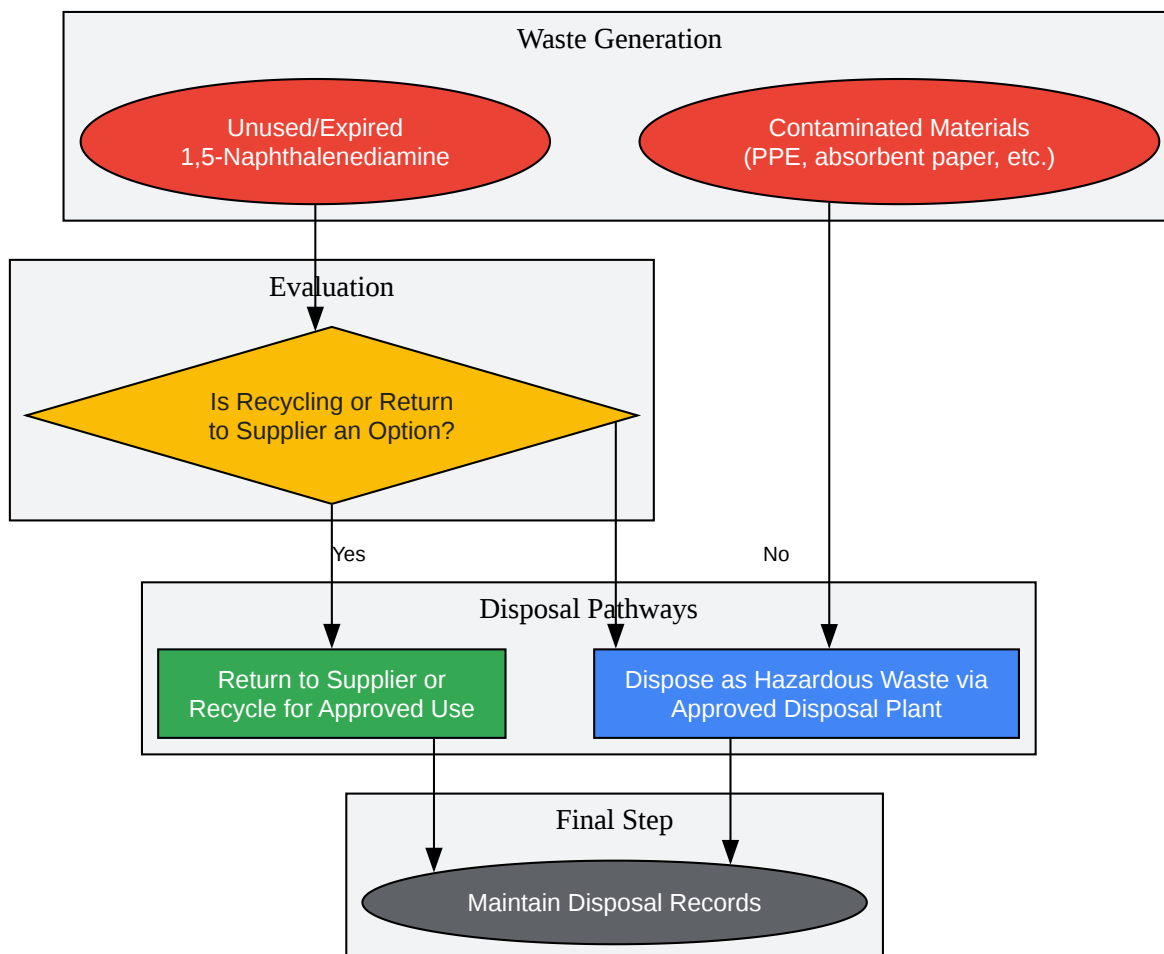 Waste Generation
Unused/Expired
1,5-Naphthalenediamine
Contaminated Materials
(PPE, absorbent paper, etc.)
Evaluation
Is Recycling or Return
to Supplier an Option?
Yes
No
Disposal Pathways
Return to Supplier or
Recycle for Approved Use
Dispose as Hazardous Waste via
Approved Disposal Plant
Final Step
Maintain Disposal Records